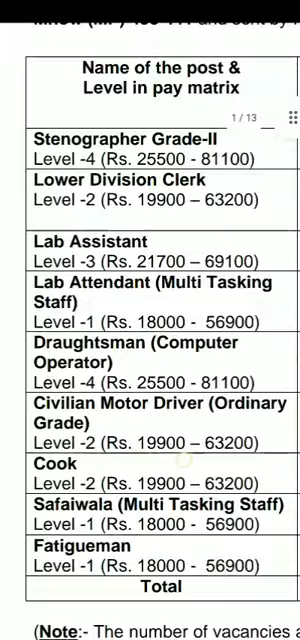 Name of the post &
Level in pay matrix
1 / 13
Stenographer Grade-II
Level -4 (Rs. 25500 - 81100)
Lower Division Clerk
Level -2 (Rs. 19900 – 63200)
Lab Assistant
Level -3 (Rs. 21700 – 69100)
Lab Attendant (Multi Tasking
Staff)
Level -1 (Rs. 18000 - 56900)
Draughtsman (Computer
Operator)
Level -4 (Rs. 25500 - 81100)
Civilian Motor Driver (Ordinary
Grade)
Level -2 (Rs. 19900 – 63200)
Cook
Level -2 (Rs. 19900 – 63200)
Safaiwala (Multi Tasking Staff)
Level -1 (Rs. 18000 - 56900)
Fatigueman
Level -1 (Rs. 18000 - 56900)
Total
(Note:- The number of vacancies a